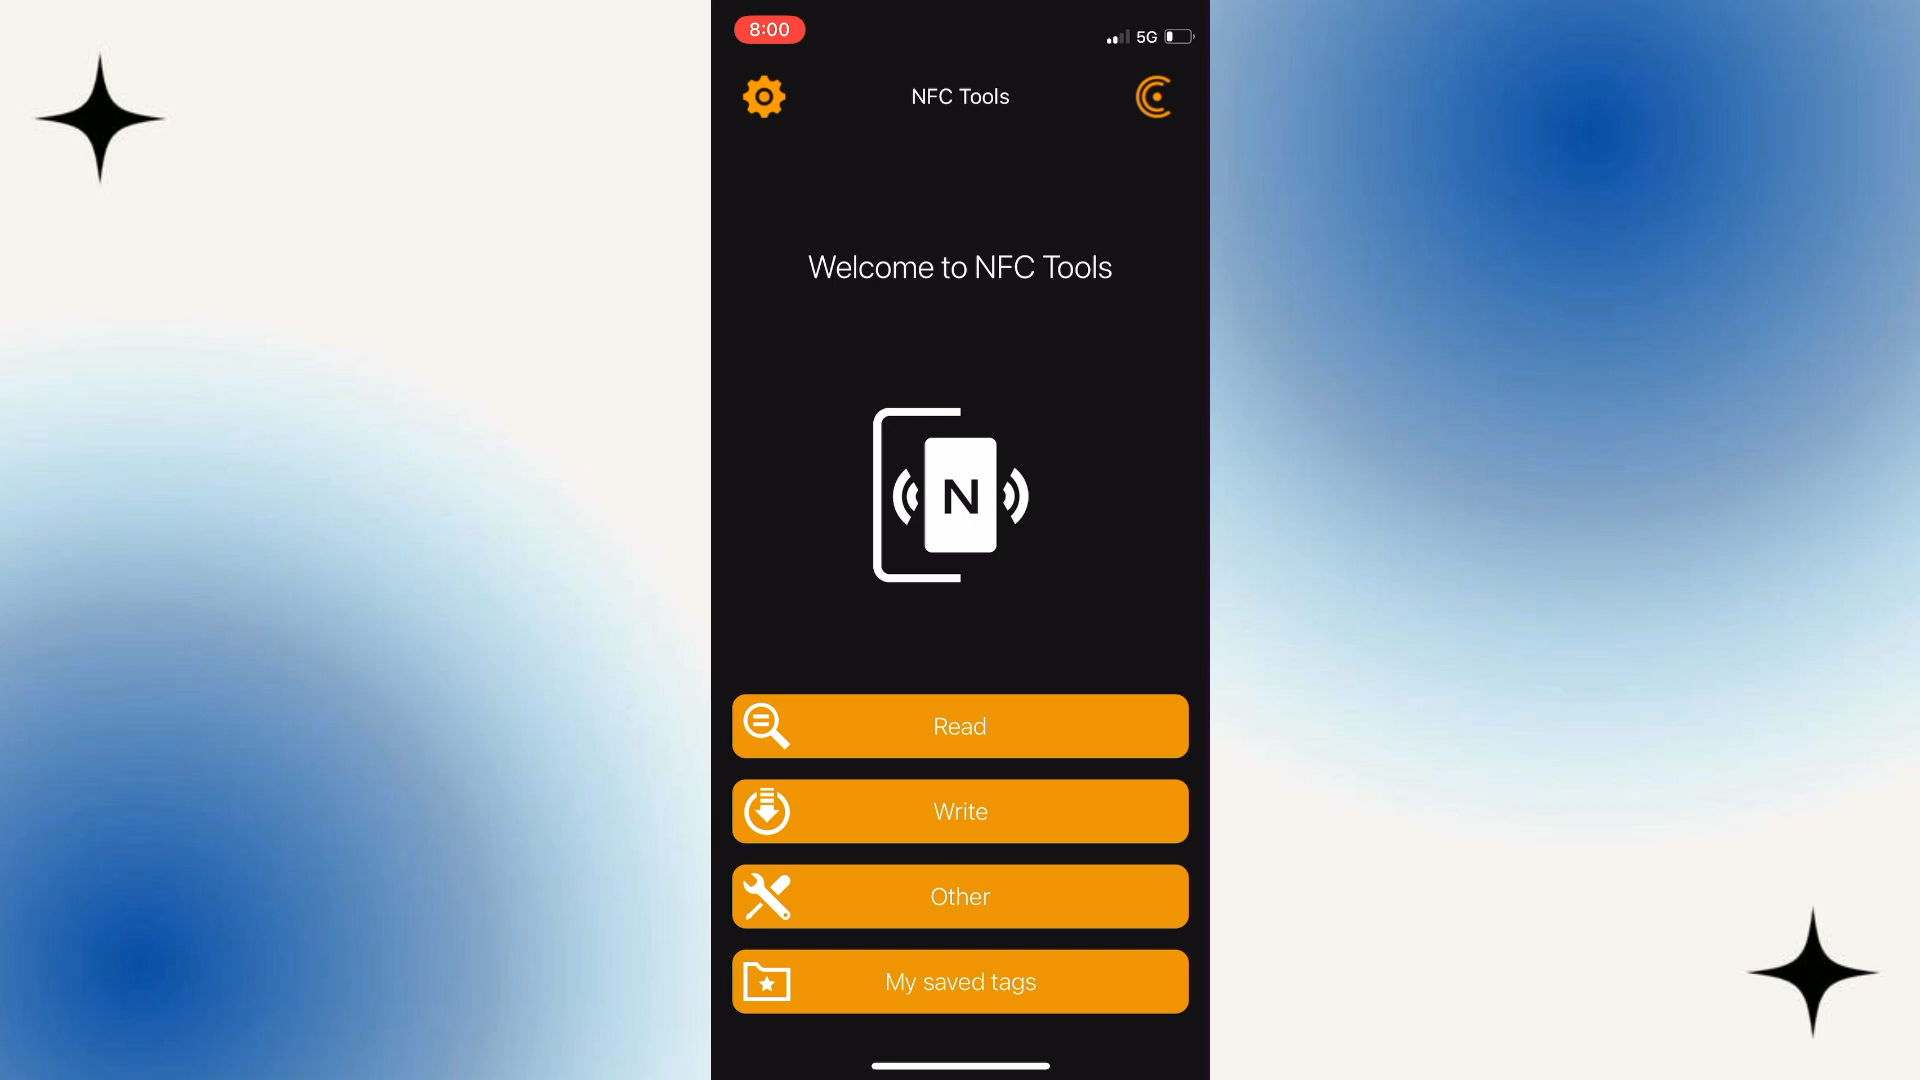 8:00
5G
NFC Tools
Welcome to NFC Tools
N
Read
Write
Other
My saved tags